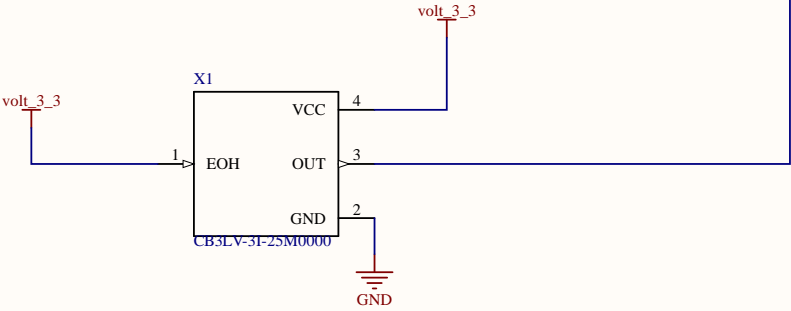 volt_3_3
X1
volt_3_3
VCC
4
1
EOH
OUT
3
GND
2
CB3LV-3I-25M0000
GND